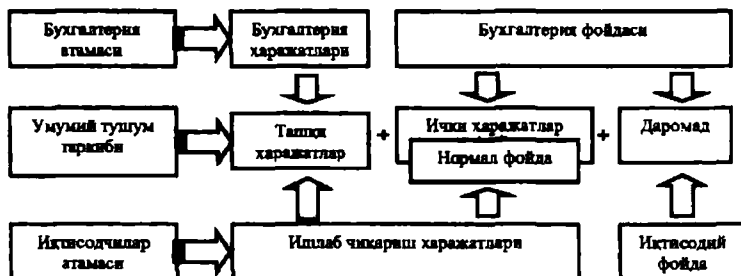 Бухгалтерия
атамаси
Бухгалтерия
харажатлари
Бухгалтерия фойдаси
Умумий тушум
таркиби
Ташқи
харажатлар
+
Ички харажатлар
Нормал фойда
+
Даромад
Иқтисодчилар
атамаси
Ишлаб чиқариш харажатлари
Иқтисодий
фойда